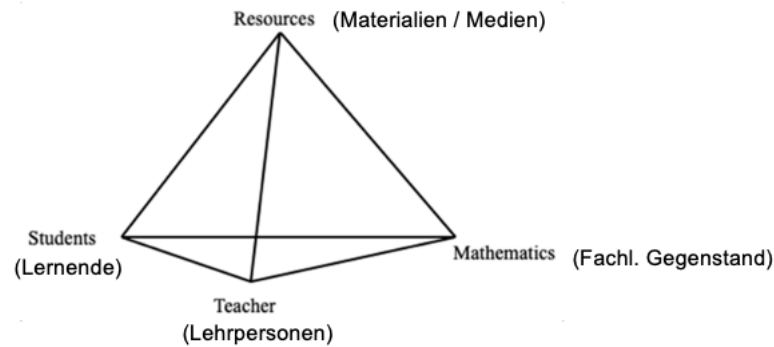 Resources (Materialien / Medien)
Students
(Lernende)
Mathematics (Fachl. Gegenstand)
Teacher
(Lehrpersonen)